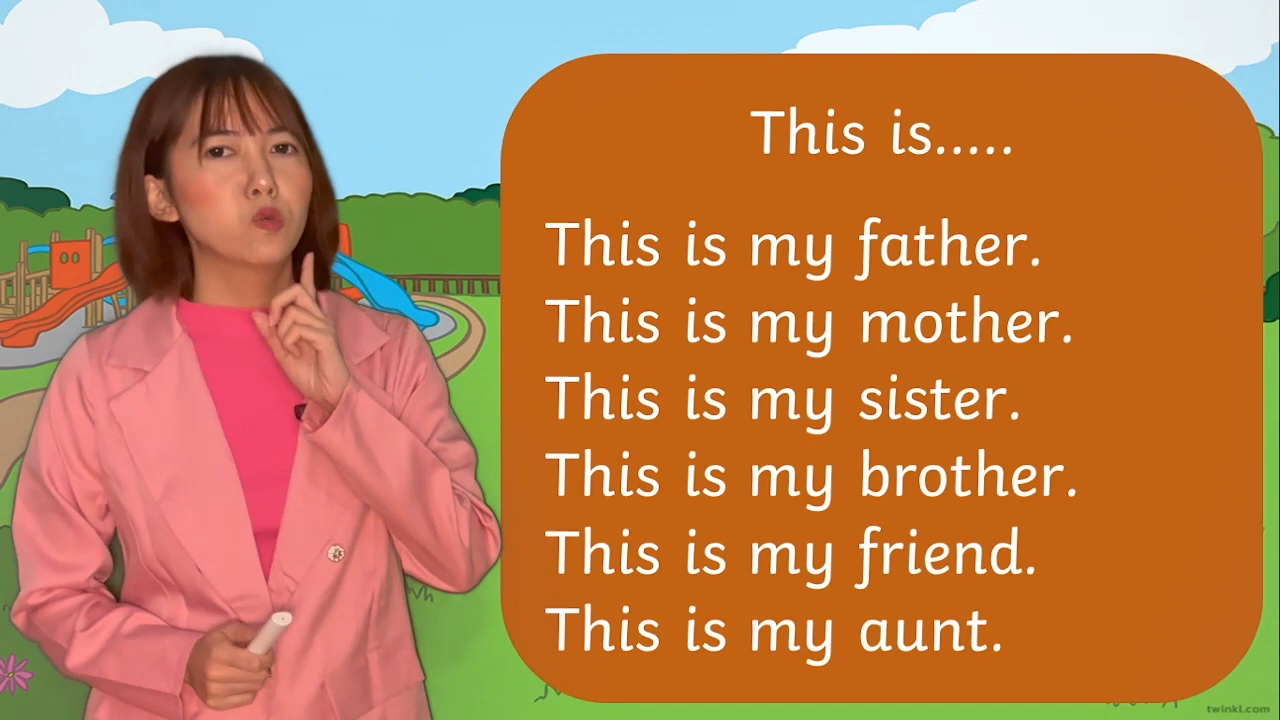 This is.....
This is my father.
This is my mother.
This is my sister.
This is my brother.
This is my friend.
This is my aunt.
twinkl.com